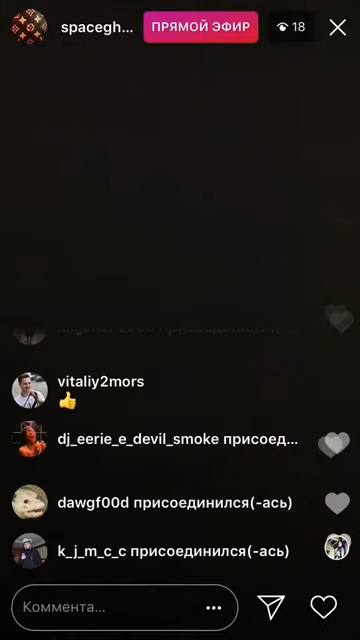 spacegh...
ПРЯМОЙ ЭФИР
18
vitaliy2mors
👍
dj_eerie_e_devil_smoke присоед...
dawgf00d присоединился(-ась)
k_j_m_c_c присоединился(-ась)
Коммента...